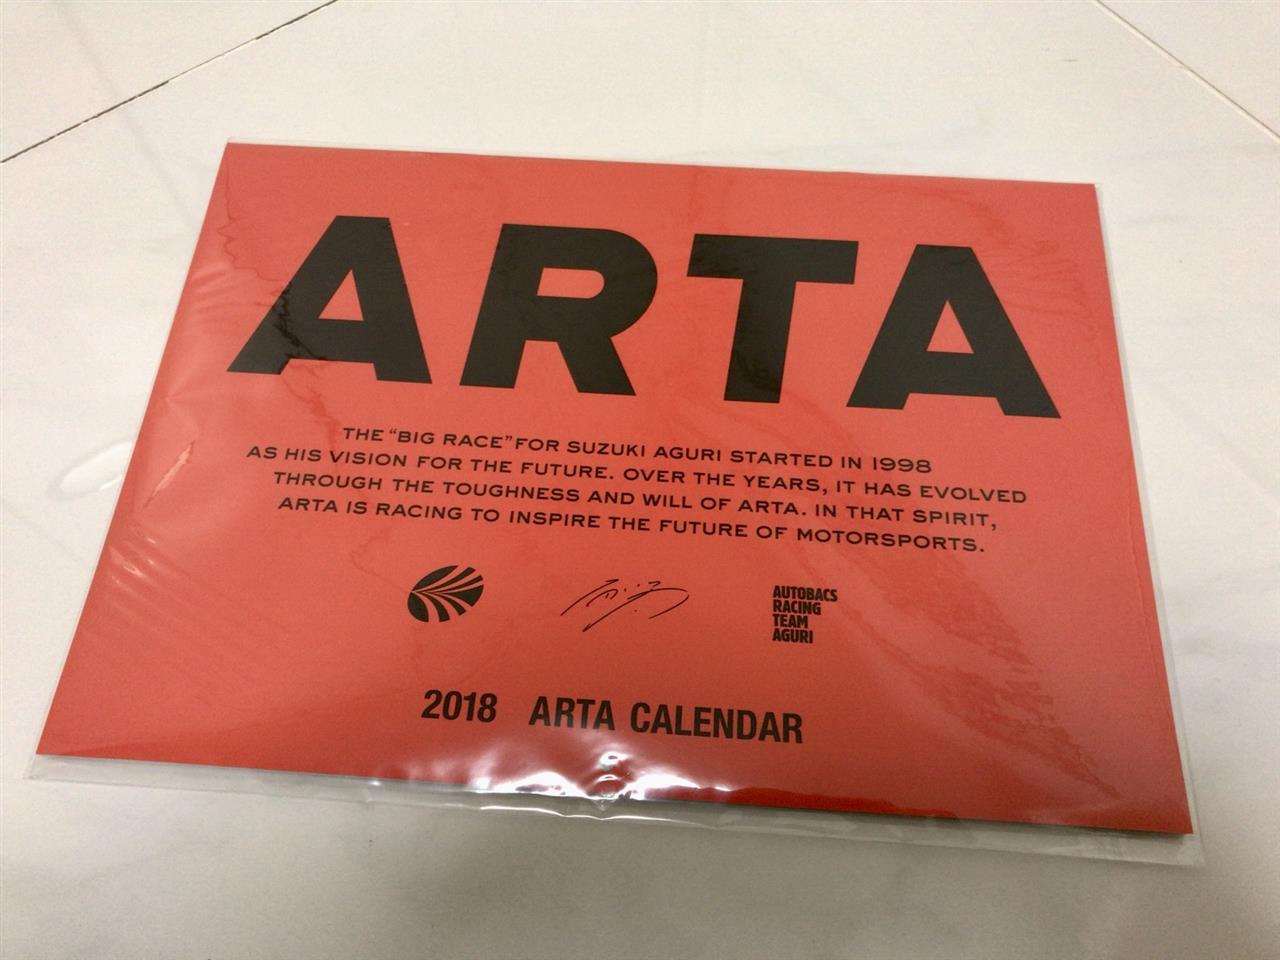 ARTA
THE “BIG RACE” FOR SUZUKI AGURI STARTED IN 1998
AS HIS VISION FOR THE FUTURE. OVER THE YEARS, IT HAS EVOLVED
THROUGH THE TOUGHNESS AND WILL OF ARTA. IN THAT SPIRIT,
ARTA IS RACING TO INSPIRE THE FUTURE OF MOTORSPORTS.
AUTOBACS
RACING
TEAM
AGURI
2018 ARTA CALENDAR